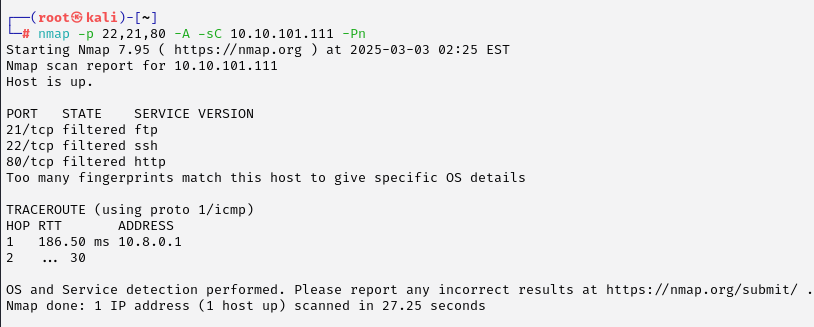 ┌──(root㉿kali)-[~]
└─# nmap -p 22,21,80 -A -sC 10.10.101.111 -Pn
Starting Nmap 7.95 ( https://nmap.org ) at 2025-03-03 02:25 EST
Nmap scan report for 10.10.101.111
Host is up.

PORT   STATE    SERVICE VERSION
21/tcp filtered ftp
22/tcp filtered ssh
80/tcp filtered http
Too many fingerprints match this host to give specific OS details

TRACEROUTE (using proto 1/icmp)
HOP RTT       ADDRESS
1   186.50 ms 10.8.0.1
2   ... 30

OS and Service detection performed. Please report any incorrect results at https://nmap.org/submit/ .
Nmap done: 1 IP address (1 host up) scanned in 27.25 seconds